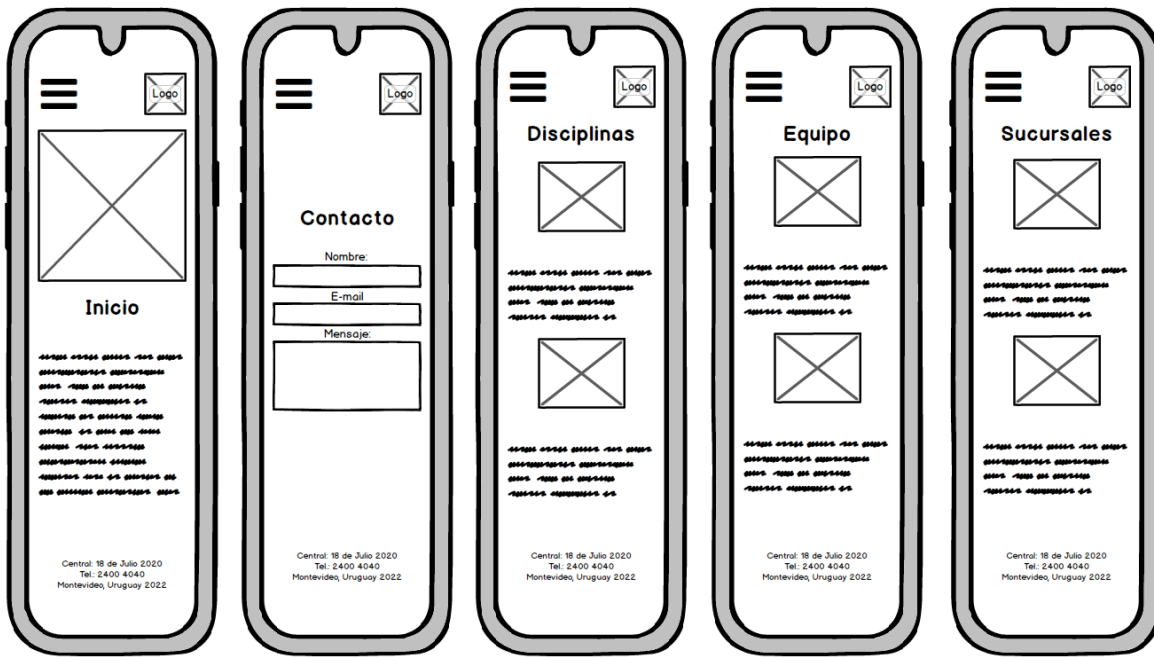 Logo
Inicio
Central: 18 de Julio 2020
Tel.: 2400 4040
Montevideo, Uruguay 2022
Logo
Contacto
Nombre:
E-mail
Mensaje:
Central: 18 de Julio 2020
Tel.: 2400 4040
Montevideo, Uruguay 2022
Logo
Disciplinas
Central: 18 de Julio 2020
Tel.: 2400 4040
Montevideo, Uruguay 2022
Logo
Equipo
Central: 18 de Julio 2020
Tel.: 2400 4040
Montevideo, Uruguay 2022
Logo
Sucursales
Central: 18 de Julio 2020
Tel.: 2400 4040
Montevideo, Uruguay 2022